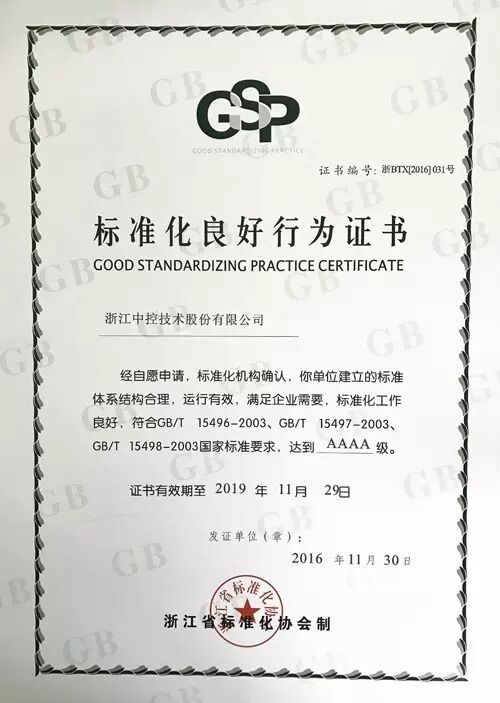 GSP
GOOD STANDARDIZING PRACTICE
证书编号: 浙BTX[2016]031号
标准化良好行为证书
GOOD STANDARDIZING PRACTICE CERTIFICATE
浙江中控技术股份有限公司
经自愿申请，标准化机构确认，你单位建立的标准
体系结构合理，运行有效，满足企业需要，标准化工作
良好，符合GB/T 15496-2003、GB/T 15497-2003、
GB/T 15498-2003国家标准要求，达到 AAAA 级。
证书有效期至 2019 年 11 月 29日
发证单位（章）:
2016 年 11 月 30 日
浙江省标准化协
浙江省标准化协会制